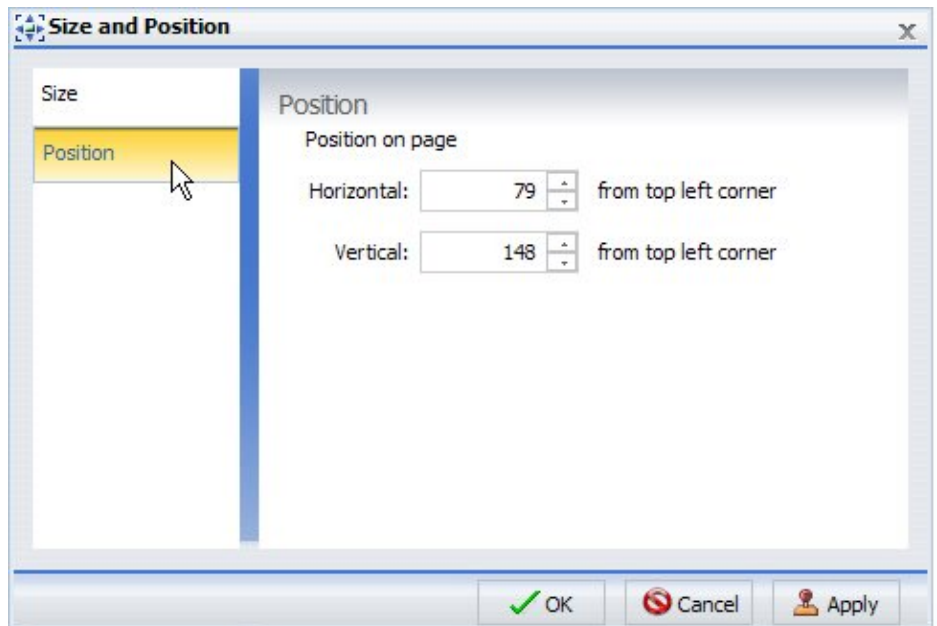 Size and Position
Size
Position
Position
Position on page
Horizontal: 79 from top left corner
Vertical: 148 from top left corner
OK Cancel Apply